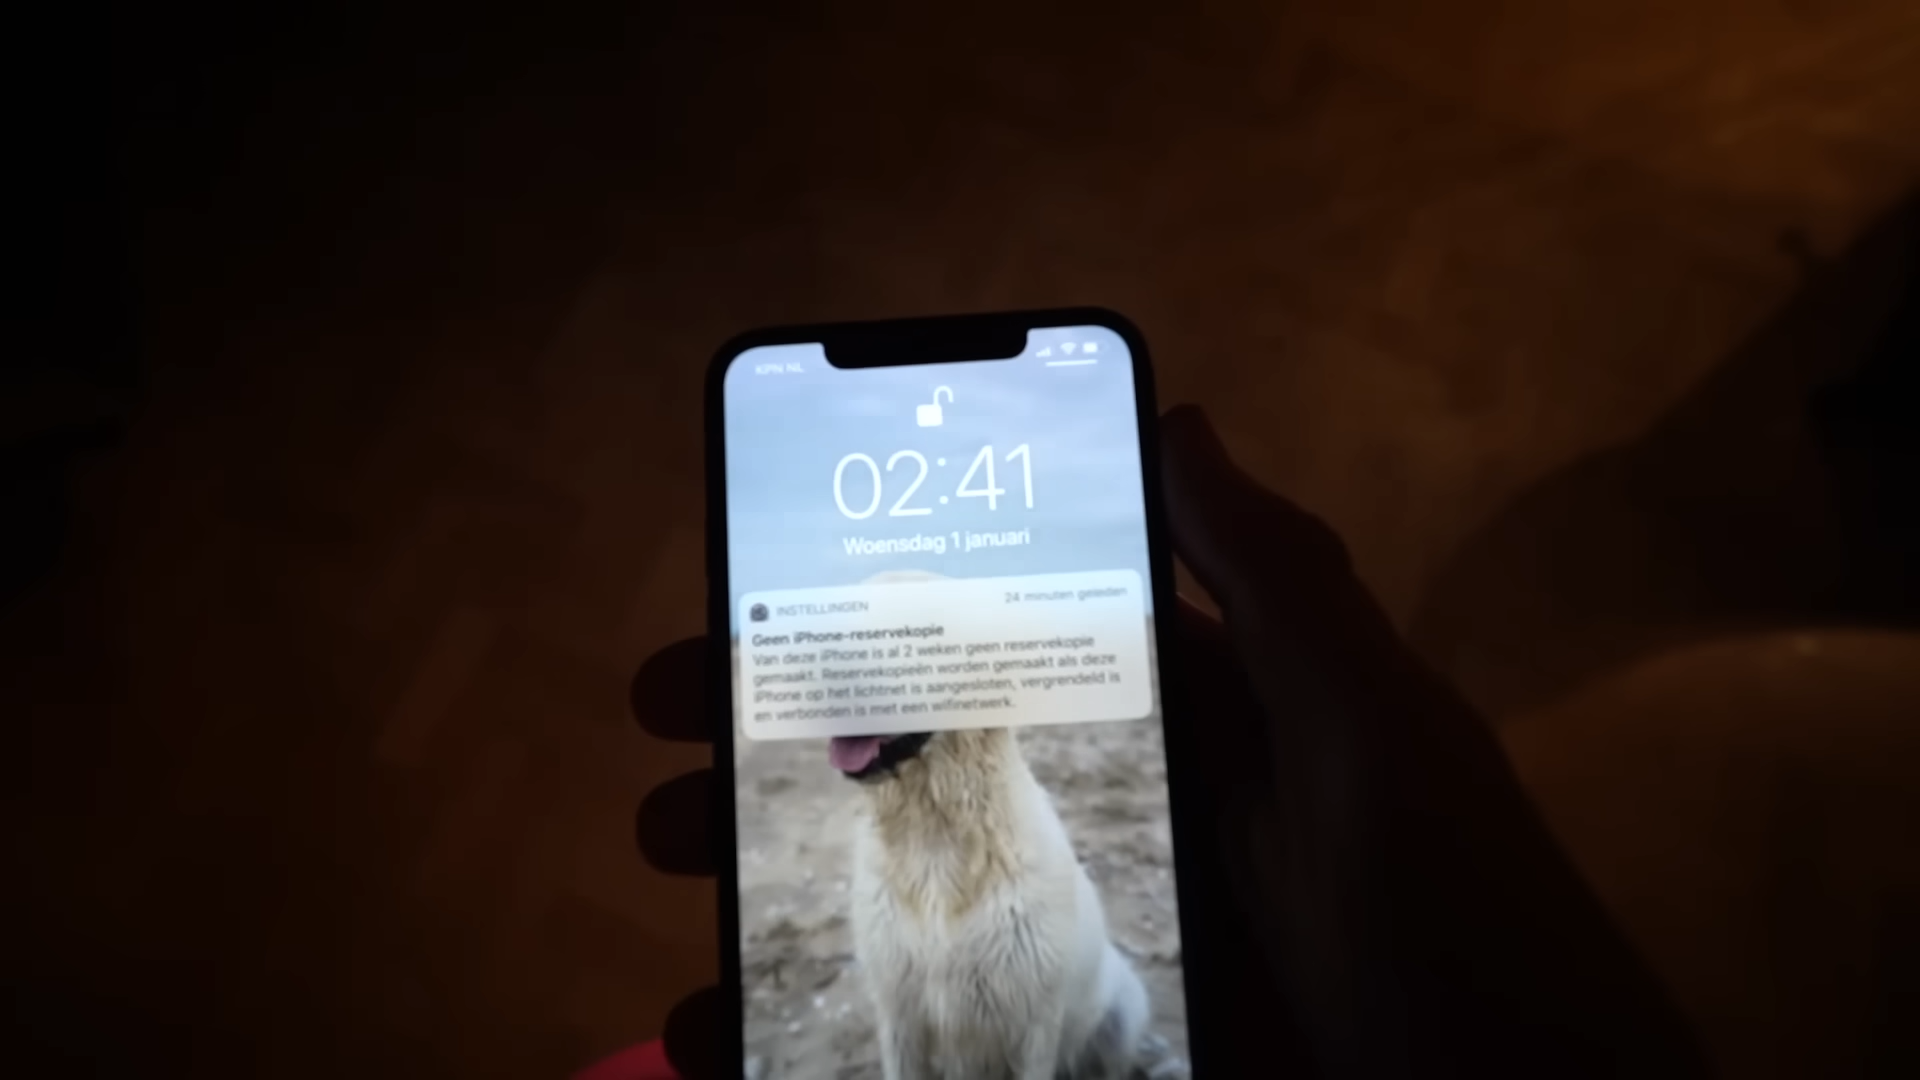 KPN NL
02:41
Woensdag 1 januari
INSTELLINGEN
24 minuten geleden
Geen iPhone-reservekopie
Van deze iPhone is al 2 weken geen reservekopie
gemaakt. Reservekopieën worden gemaakt als deze
iPhone op het lichtnet is aangesloten, vergrendeld is
en verbonden is met een wifinetwerk.